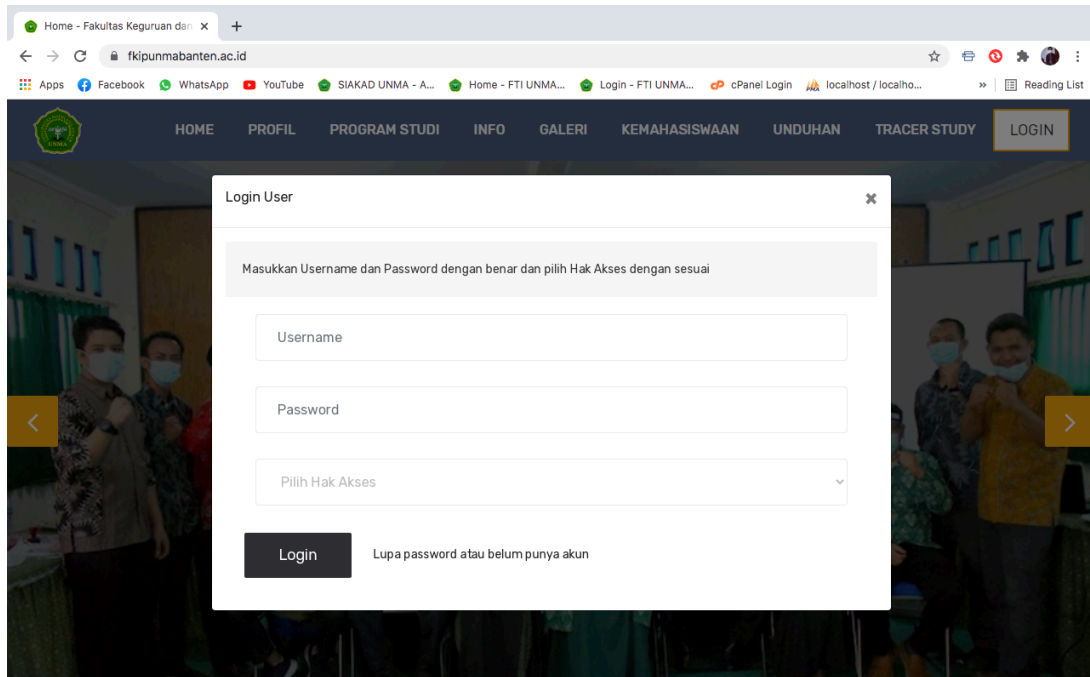 Home - Fakultas Keguruan dan
fkipunmabanten.ac.id
Apps Facebook WhatsApp YouTube SIAKAD UNMA - A... Home - FTI UNMA... Login - FTI UNMA... cPanel Login localhost / localho... » Reading List
UNMA
HOME PROFIL PROGRAM STUDI INFO GALERI KEMAHASISWAAN UNDUHAN TRACER STUDY LOGIN
Login User
Masukkan Username dan Password dengan benar dan pilih Hak Akses dengan sesuai
Username
Password
Pilih Hak Akses
Login Lupa password atau belum punya akun